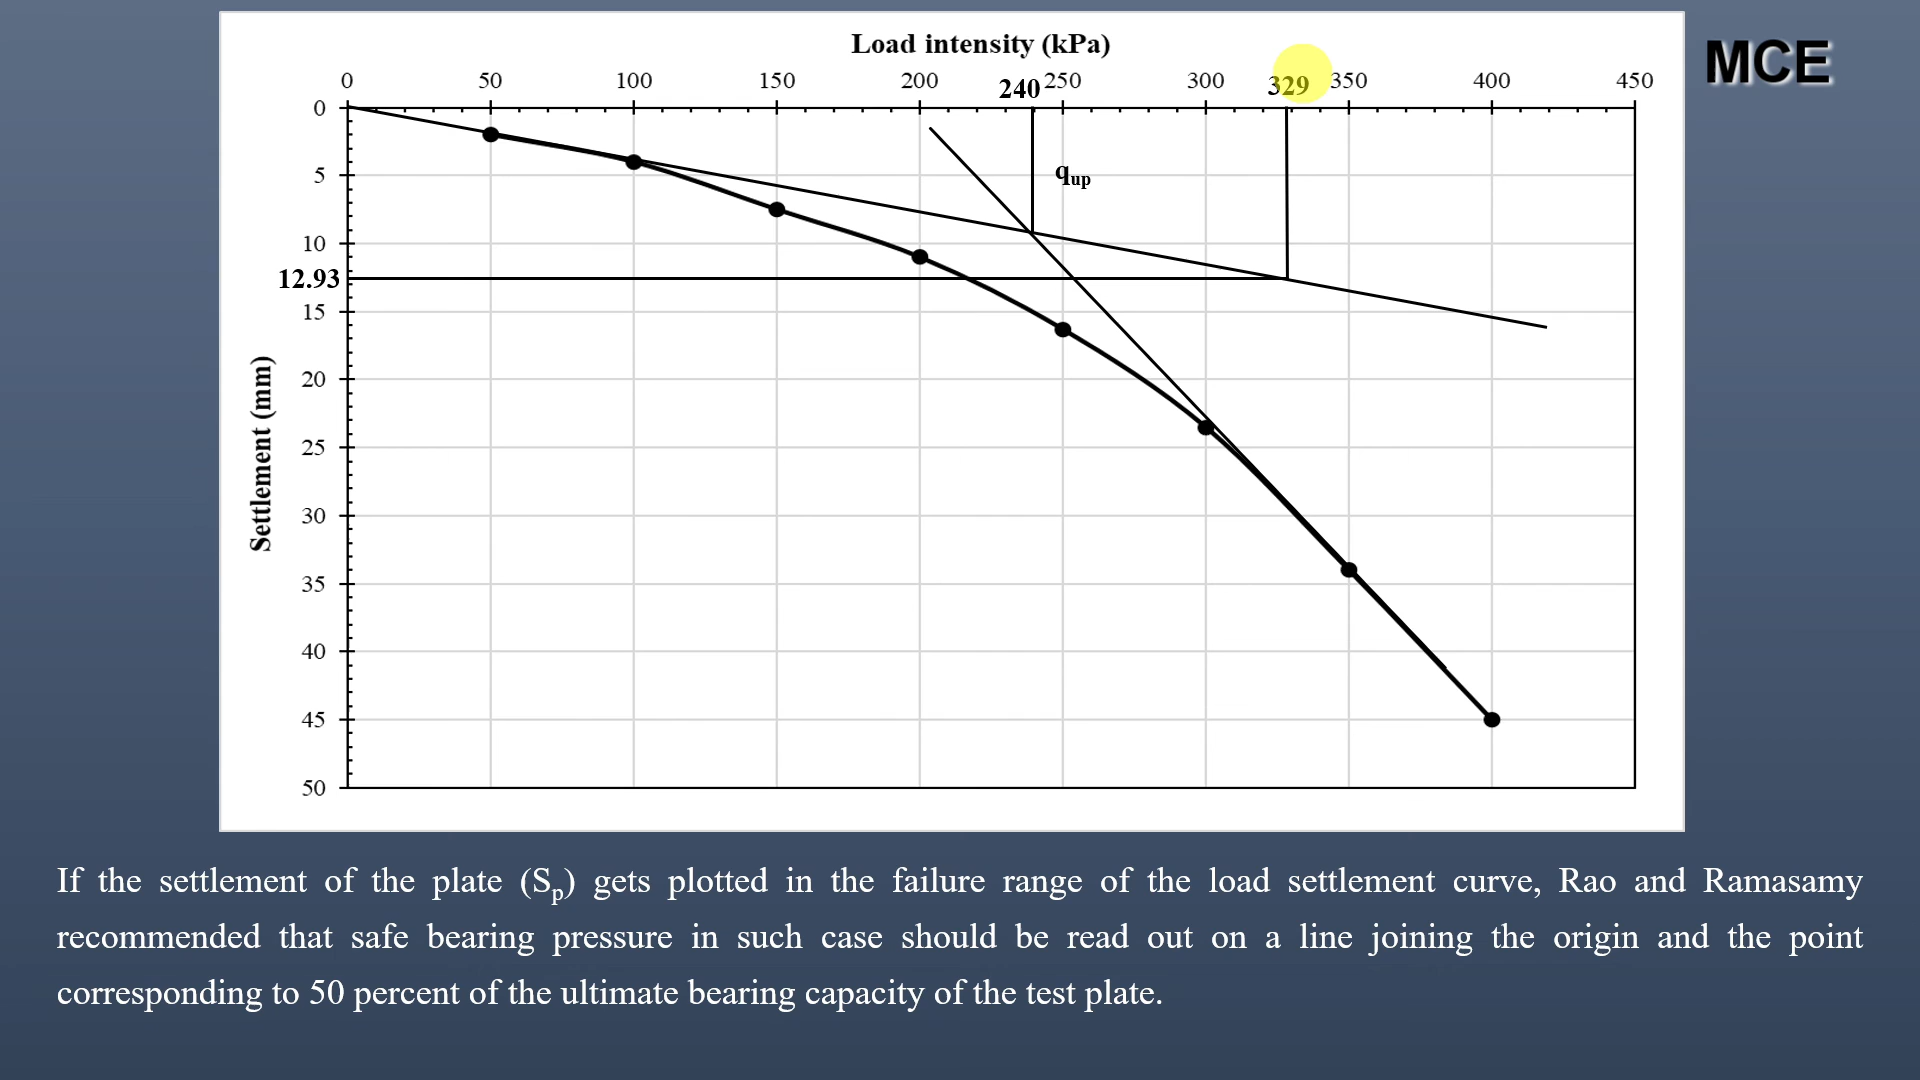 Load intensity (kPa)
MCE
0 50 100 150 200 240 250 300 329 350 400 450
0
5
q_up
10
12.93
15
20
25
30
35
40
45
50
Settlement (mm)
If the settlement of the plate (S_p) gets plotted in the failure range of the load settlement curve, Rao and Ramasamy
recommended that safe bearing pressure in such case should be read out on a line joining the origin and the point
corresponding to 50 percent of the ultimate bearing capacity of the test plate.